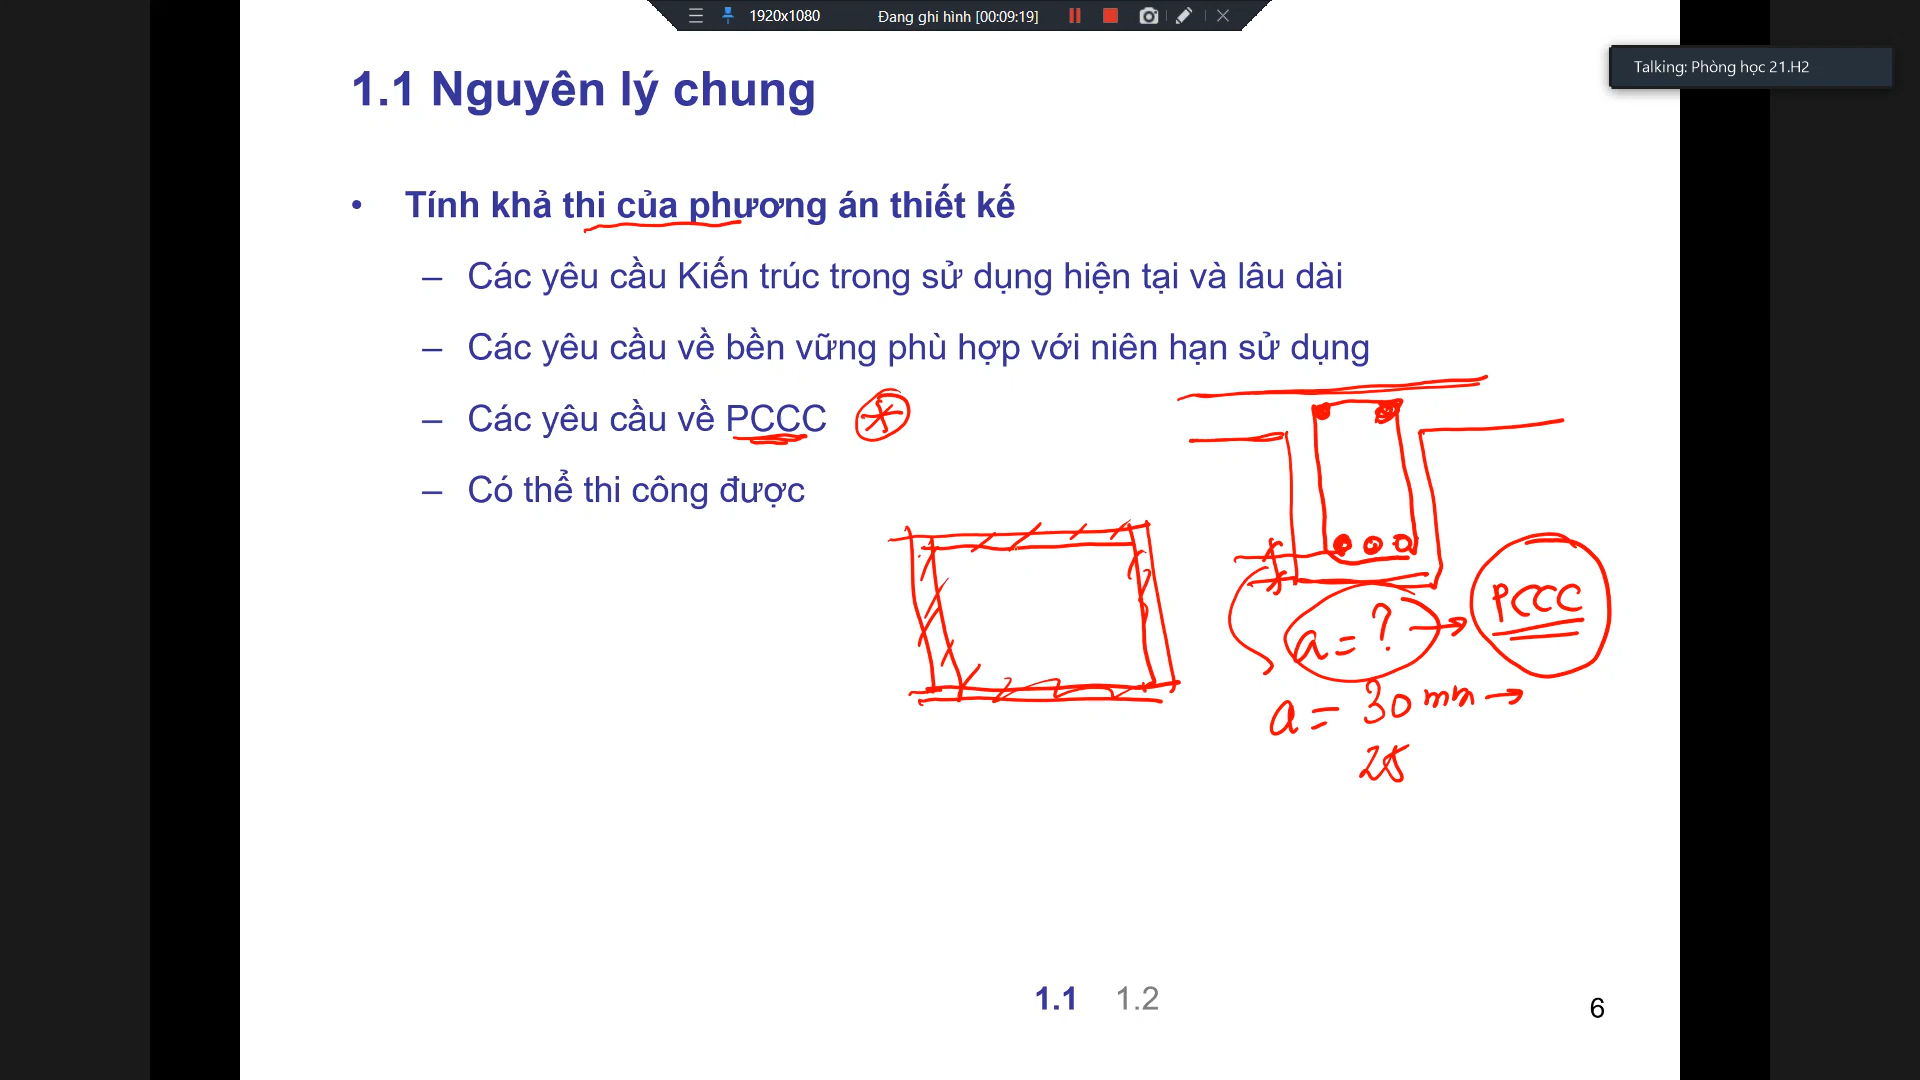 1920x1080 Đang ghi hình [00:09:19]
Talking: Phòng học 21.H2
1.1 Nguyên lý chung
• Tính khả thi của phương án thiết kế
– Các yêu cầu Kiến trúc trong sử dụng hiện tại và lâu dài
– Các yêu cầu về bền vững phù hợp với niên hạn sử dụng
– Các yêu cầu về PCCC
– Có thể thi công được
a = ? → PCCC
a = 30 mm →
25
1.1 1.2
6